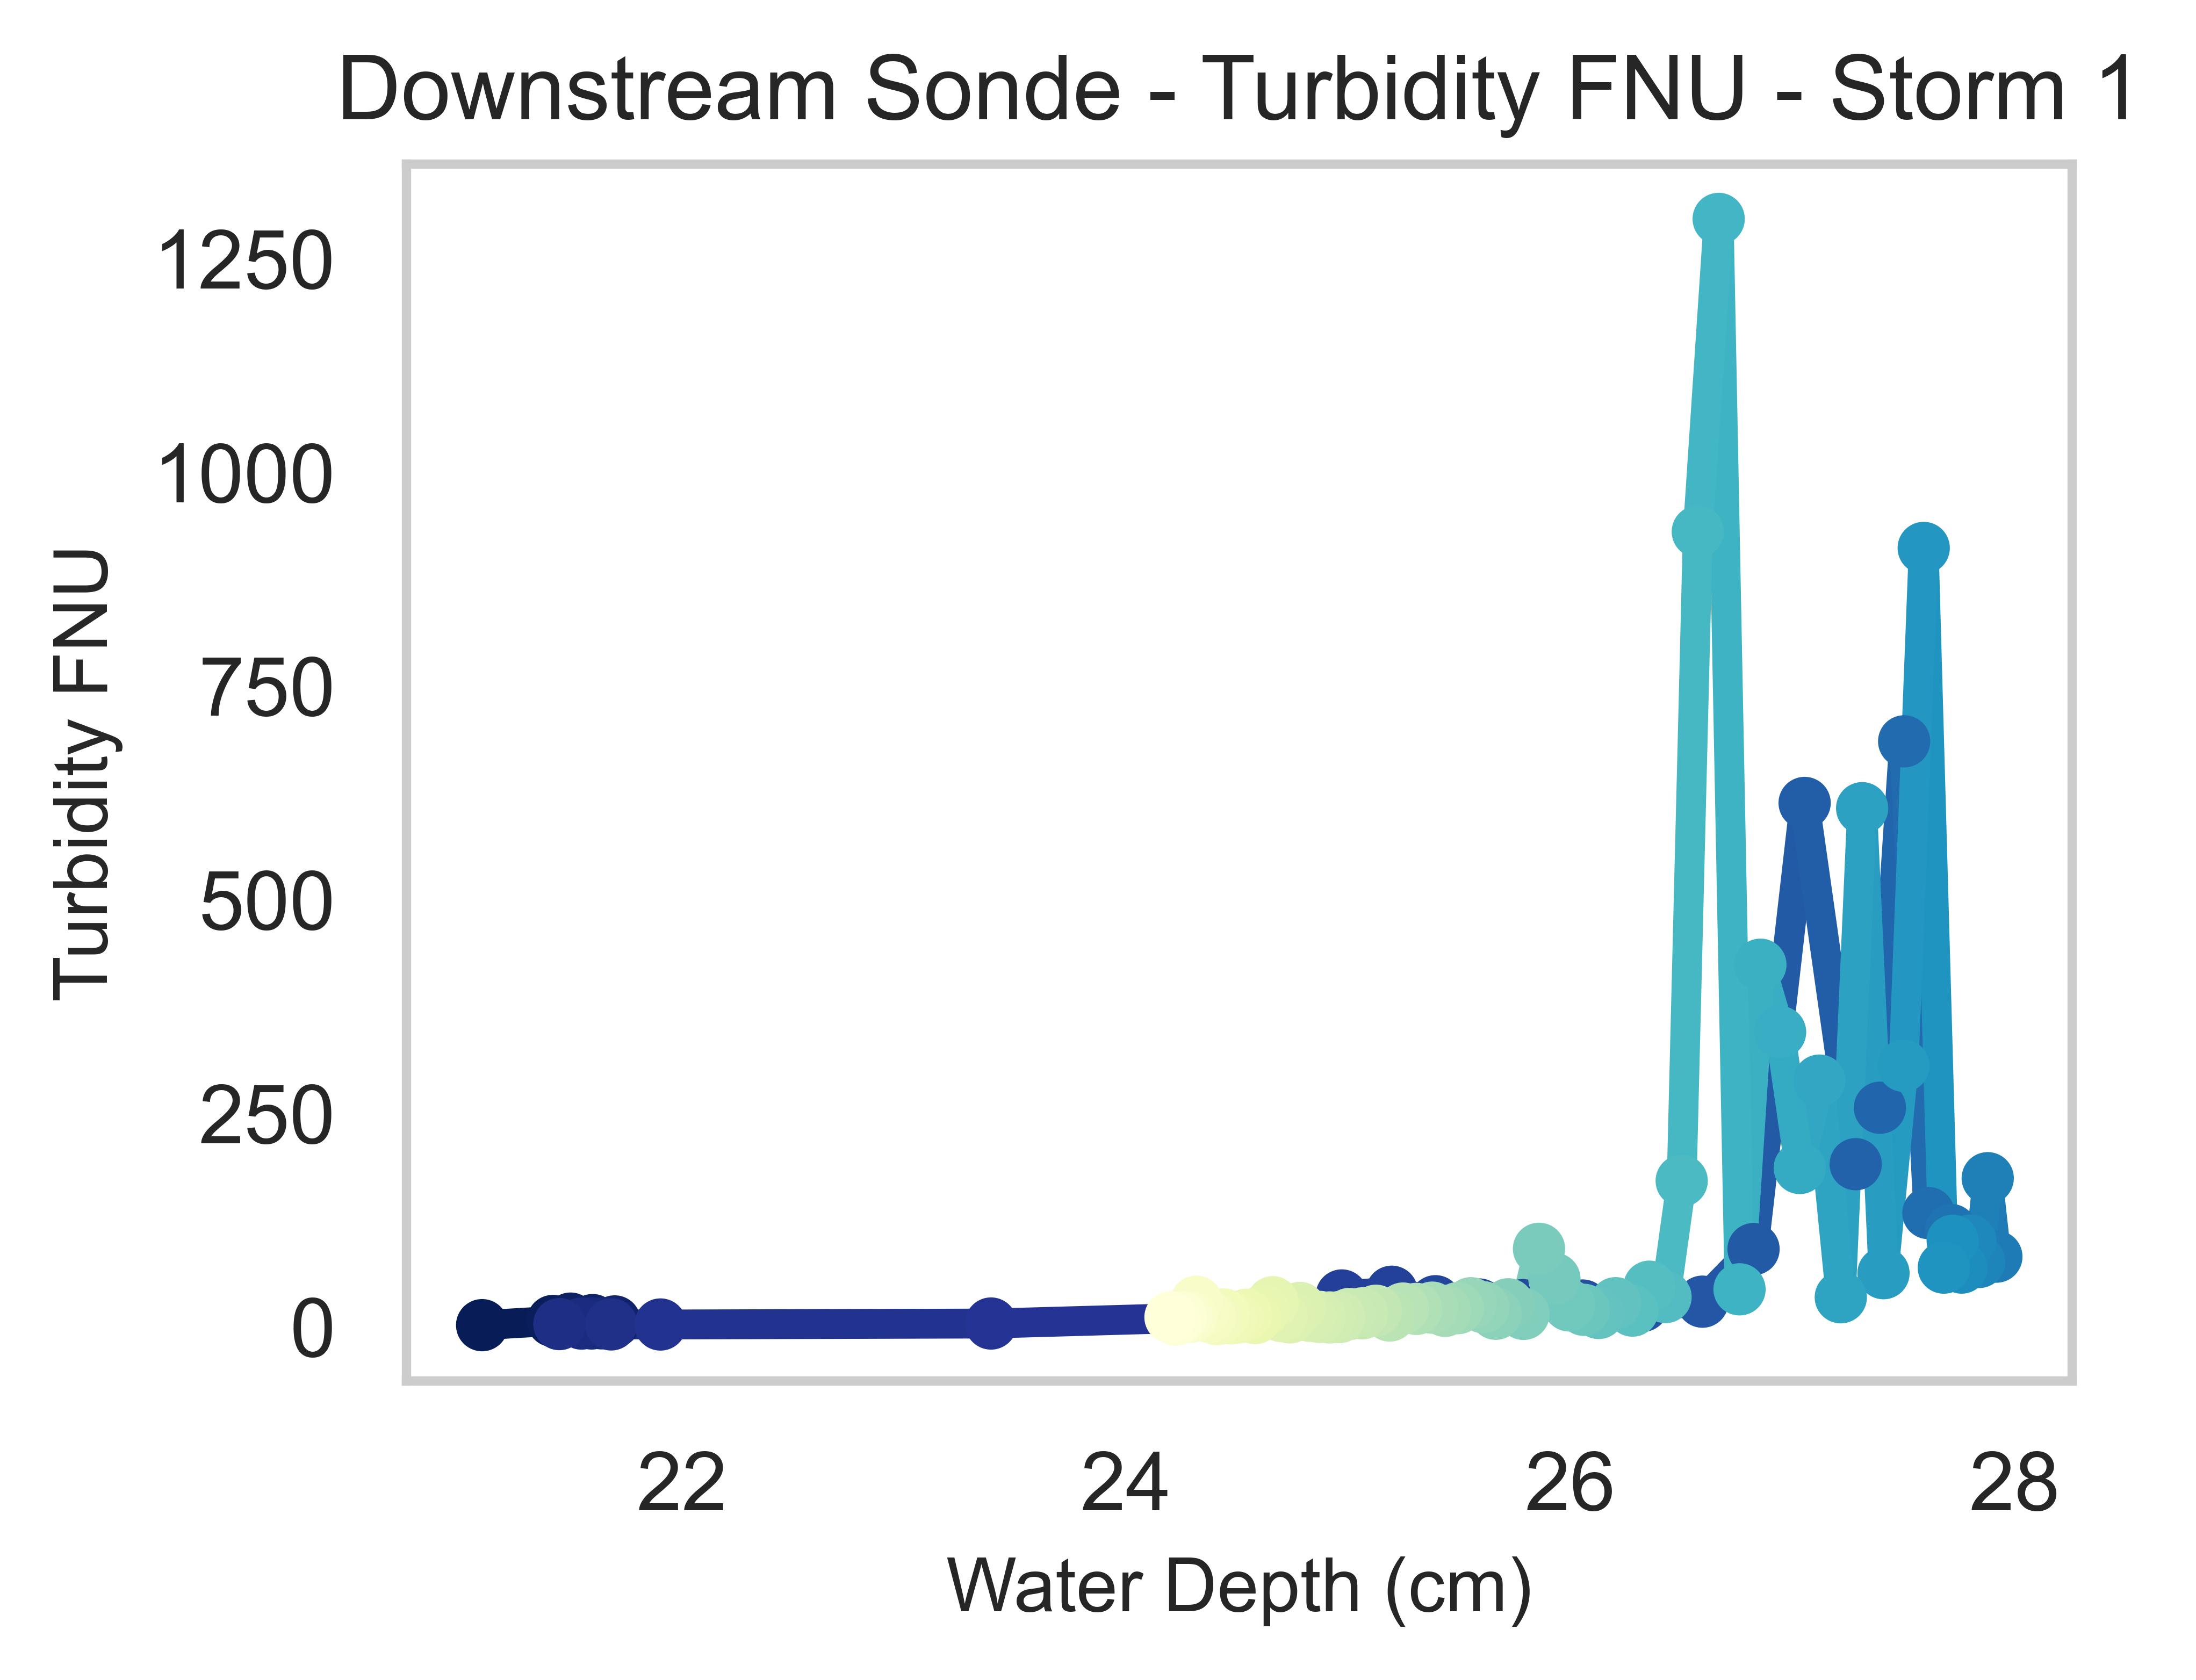 Downstream Sonde - Turbidity FNU - Storm 1
1250
1000
750
500
250
0
Turbidity FNU
22 24 26 28
Water Depth (cm)